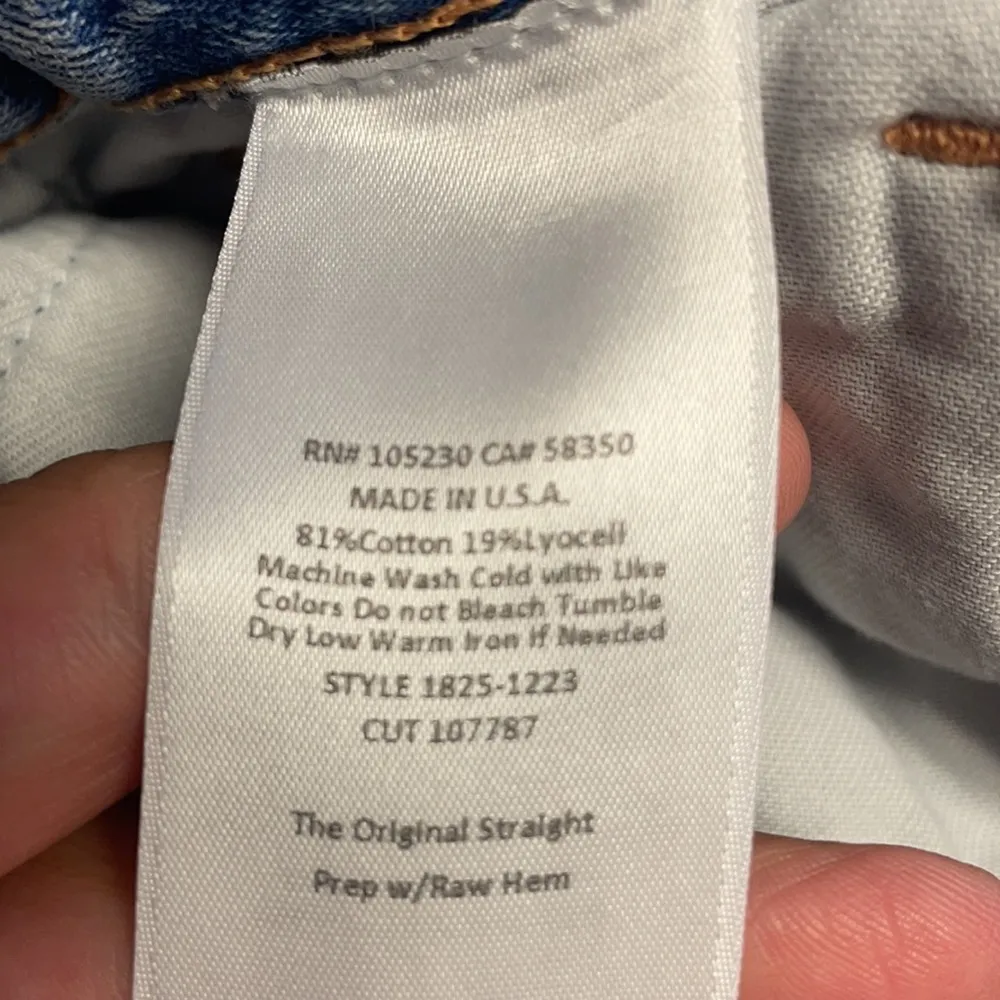 RN# 105230 CA# 58350
MADE IN U.S.A.
81%Cotton 19%Lyocell
Machine Wash Cold with Like
Colors Do not Bleach Tumble
Dry Low Warm Iron If Needed
STYLE 1825-1223
CUT 107787
The Original Straight
Prep w/Raw Hem